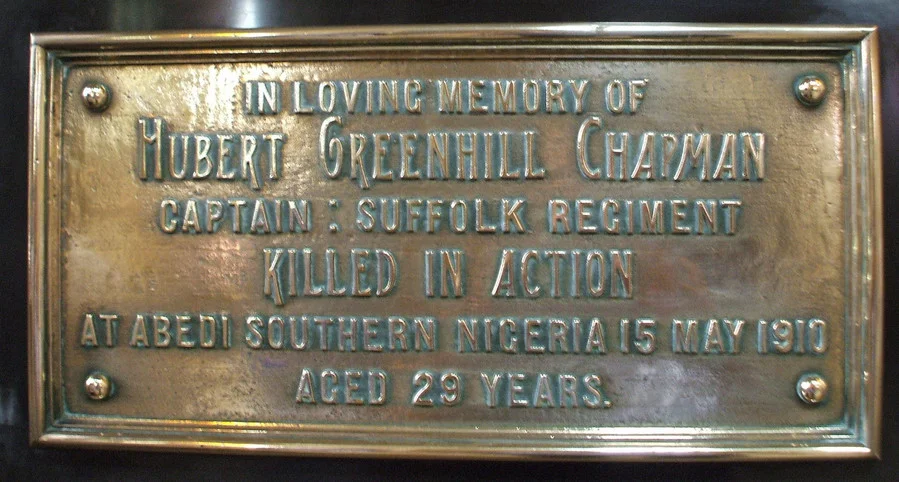 IN LOVING MEMORY OF
HUBERT GREENHILL CHAPMAN
CAPTAIN : SUFFOLK REGIMENT
KILLED IN ACTION
AT ABEDI SOUTHERN NIGERIA 15 MAY 1910
AGED 29 YEARS.